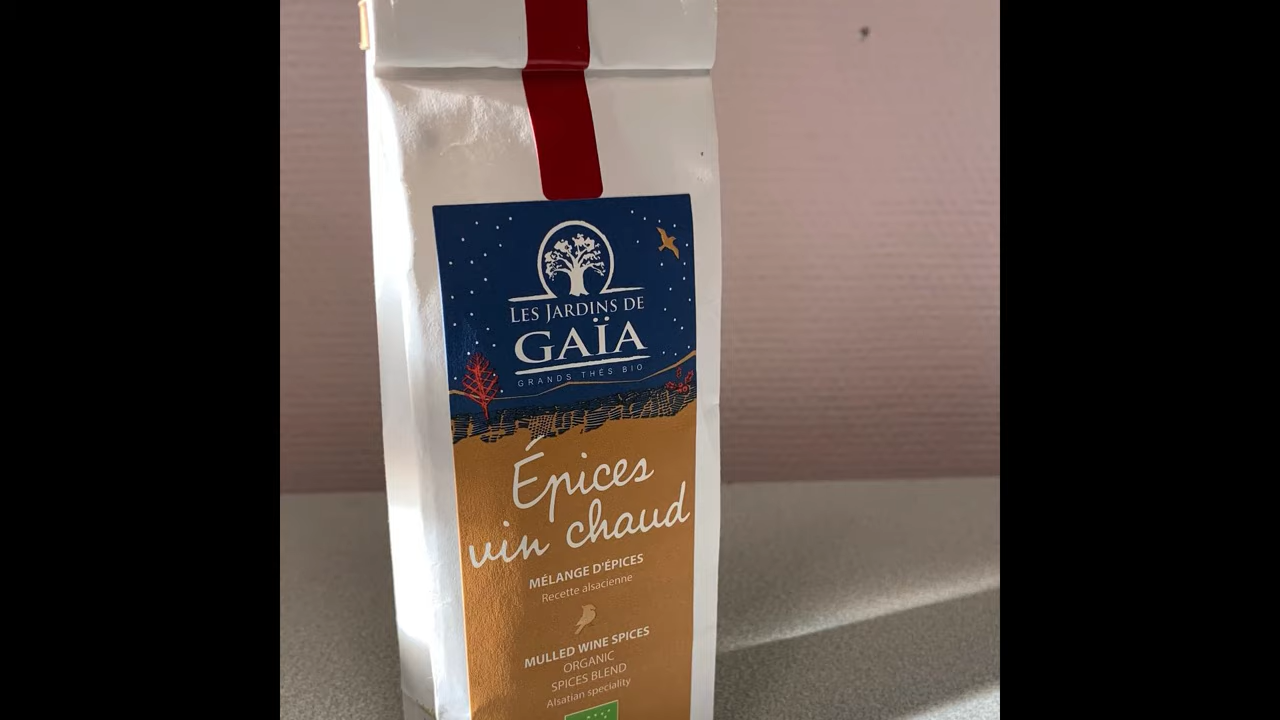 LES JARDINS DE
GAÏA
GRANDS THÉS BIO
Épices
vin chaud
MÉLANGE D'ÉPICES
Recette alsacienne
MULLED WINE SPICES
ORGANIC
SPICES BLEND
Alsatian speciality